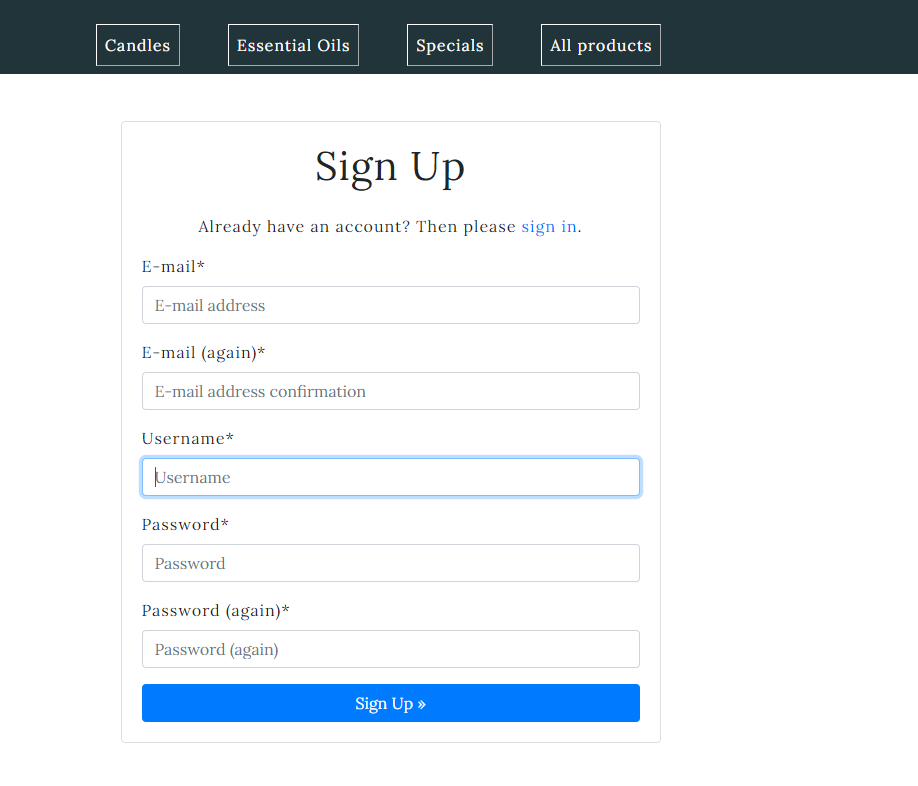 Candles Essential Oils Specials All products
Sign Up
Already have an account? Then please sign in.
E-mail*
E-mail address
E-mail (again)*
E-mail address confirmation
Username*
Username
Password*
Password
Password (again)*
Password (again)
Sign Up »